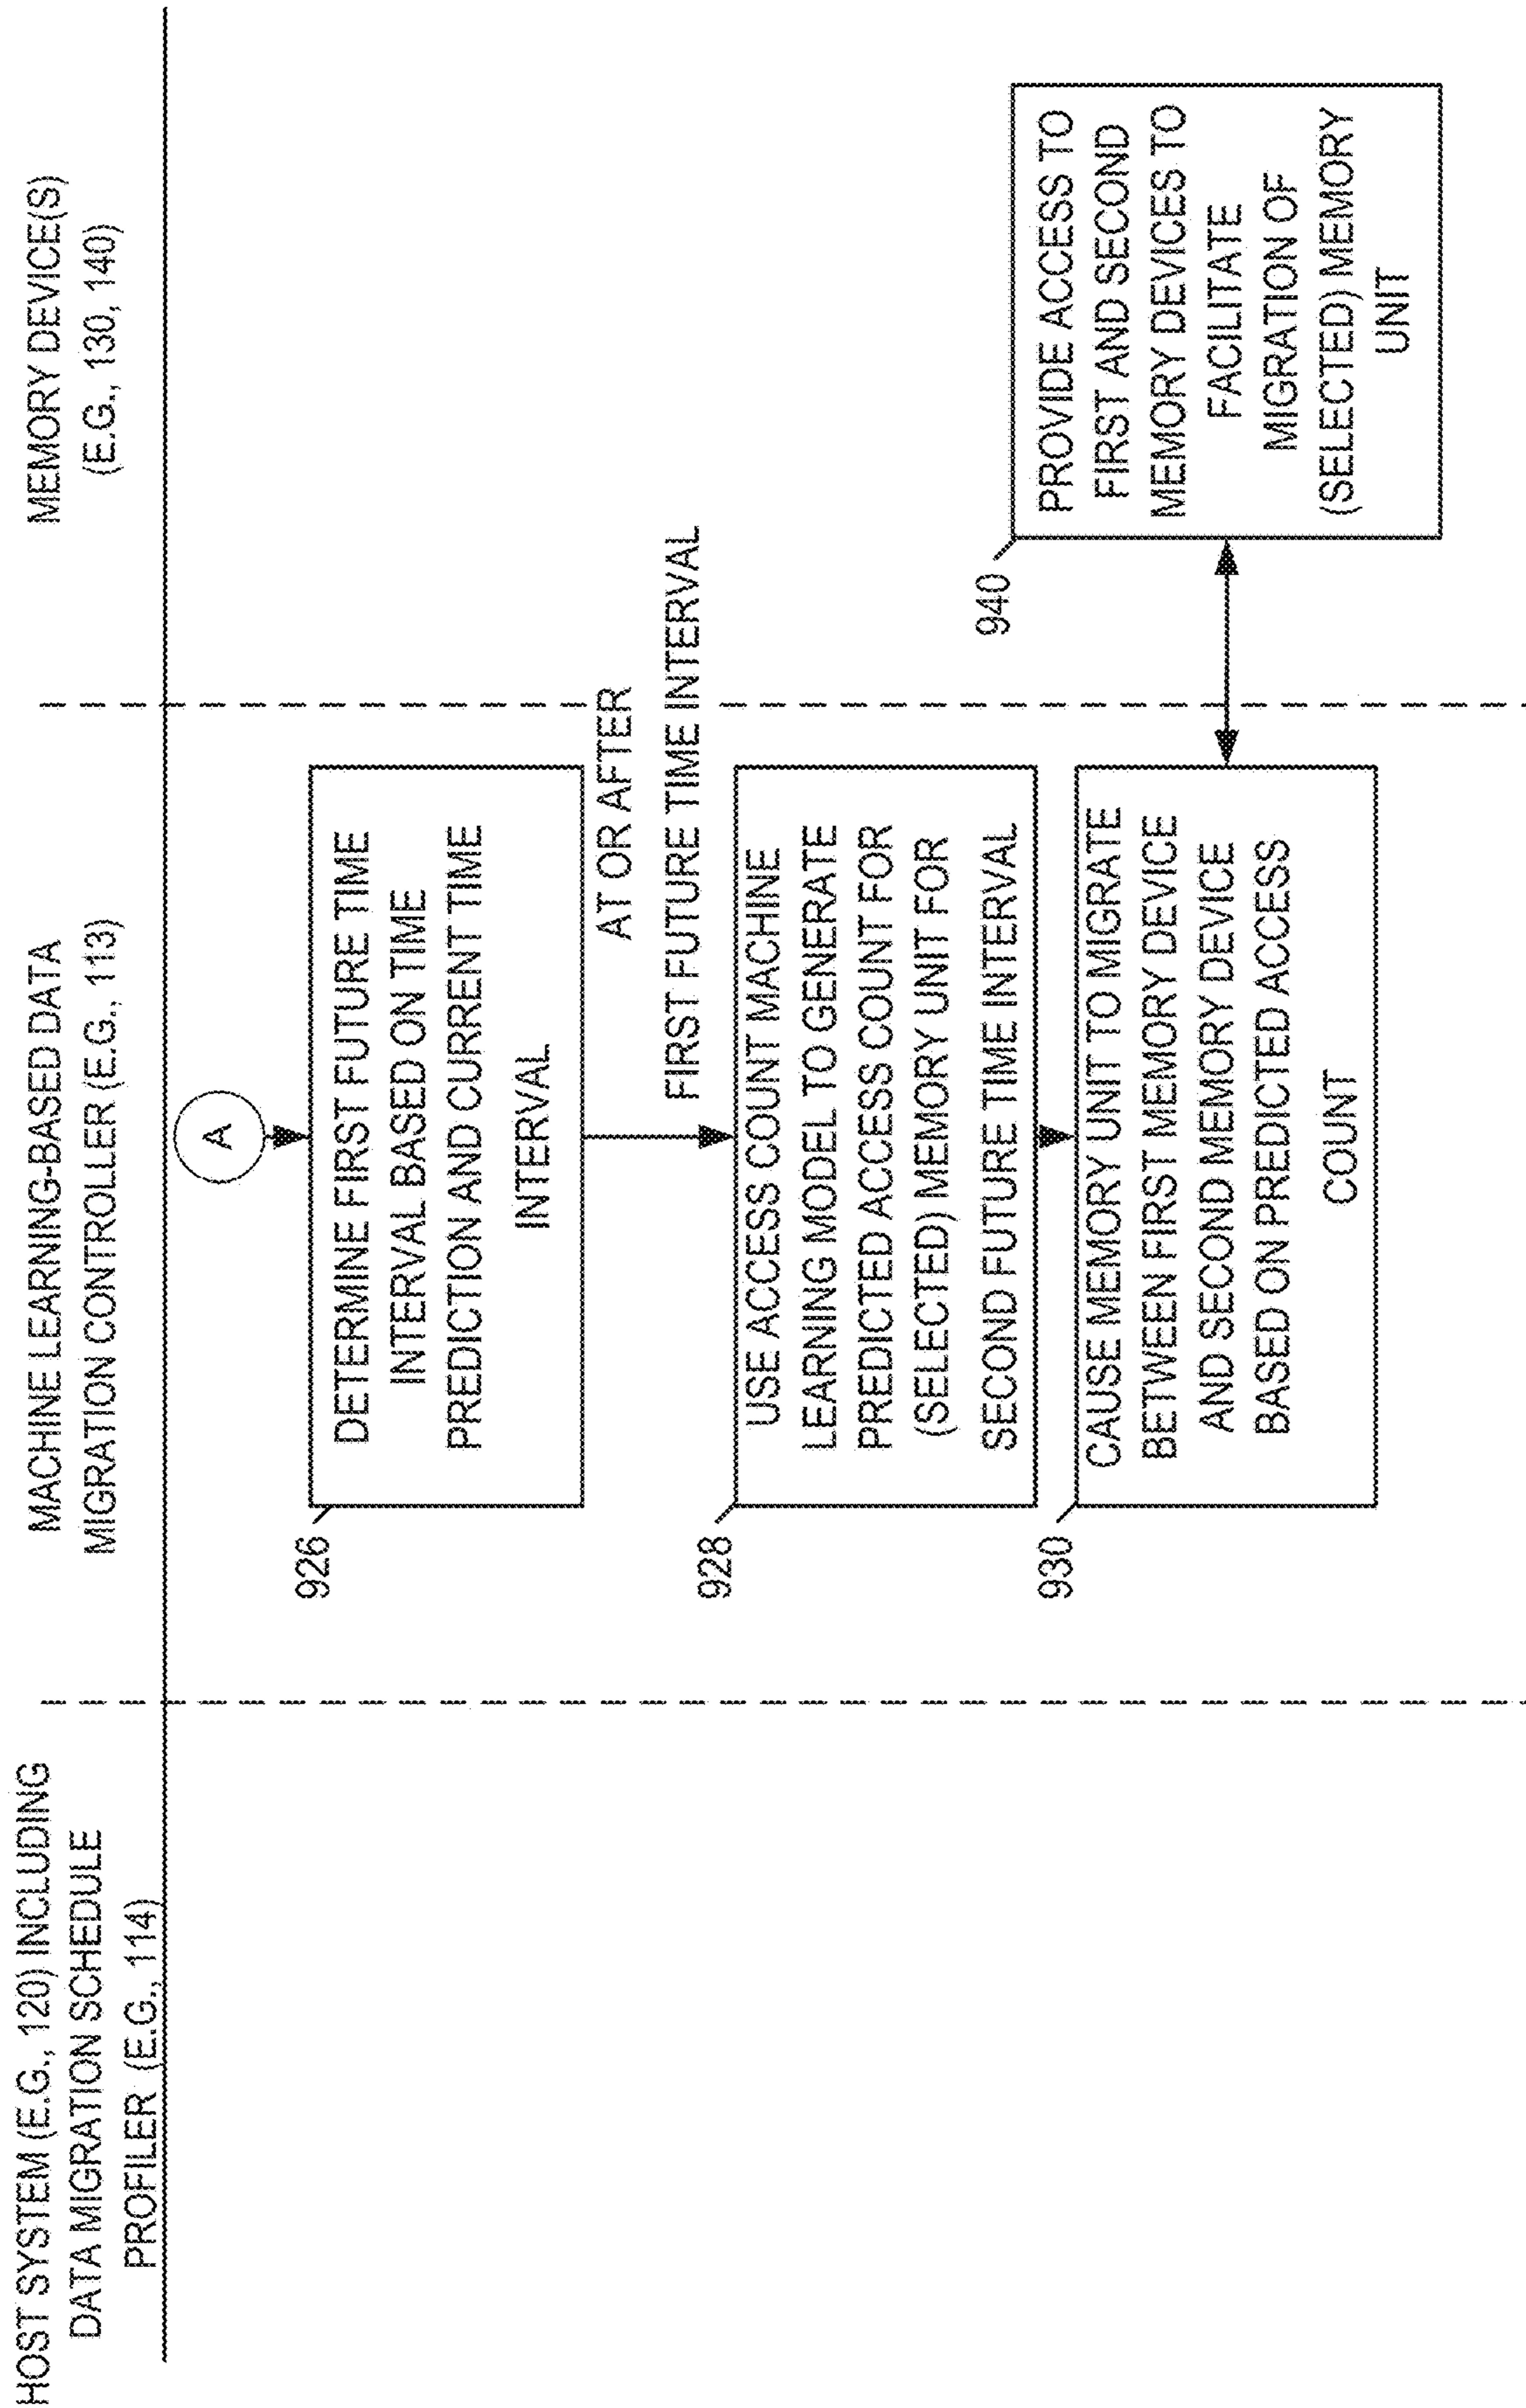 HOST SYSTEM (E.G., 120) INCLUDING
DATA MIGRATION SCHEDULE
PROFILER (E.G., 114)
MACHINE LEARNING-BASED DATA
MIGRATION CONTROLLER (E.G., 113)
MEMORY DEVICE(S)
(E.G., 130, 140)
A
926
DETERMINE FIRST FUTURE TIME
INTERVAL BASED ON TIME
PREDICTION AND CURRENT TIME
INTERVAL
AT OR AFTER
FIRST FUTURE TIME INTERVAL
928
USE ACCESS COUNT MACHINE
LEARNING MODEL TO GENERATE
PREDICTED ACCESS COUNT FOR
(SELECTED) MEMORY UNIT FOR
SECOND FUTURE TIME INTERVAL
930
CAUSE MEMORY UNIT TO MIGRATE
BETWEEN FIRST MEMORY DEVICE
AND SECOND MEMORY DEVICE
BASED ON PREDICTED ACCESS
COUNT
940
PROVIDE ACCESS TO
FIRST AND SECOND
MEMORY DEVICES TO
FACILITATE
MIGRATION OF
(SELECTED) MEMORY
UNIT